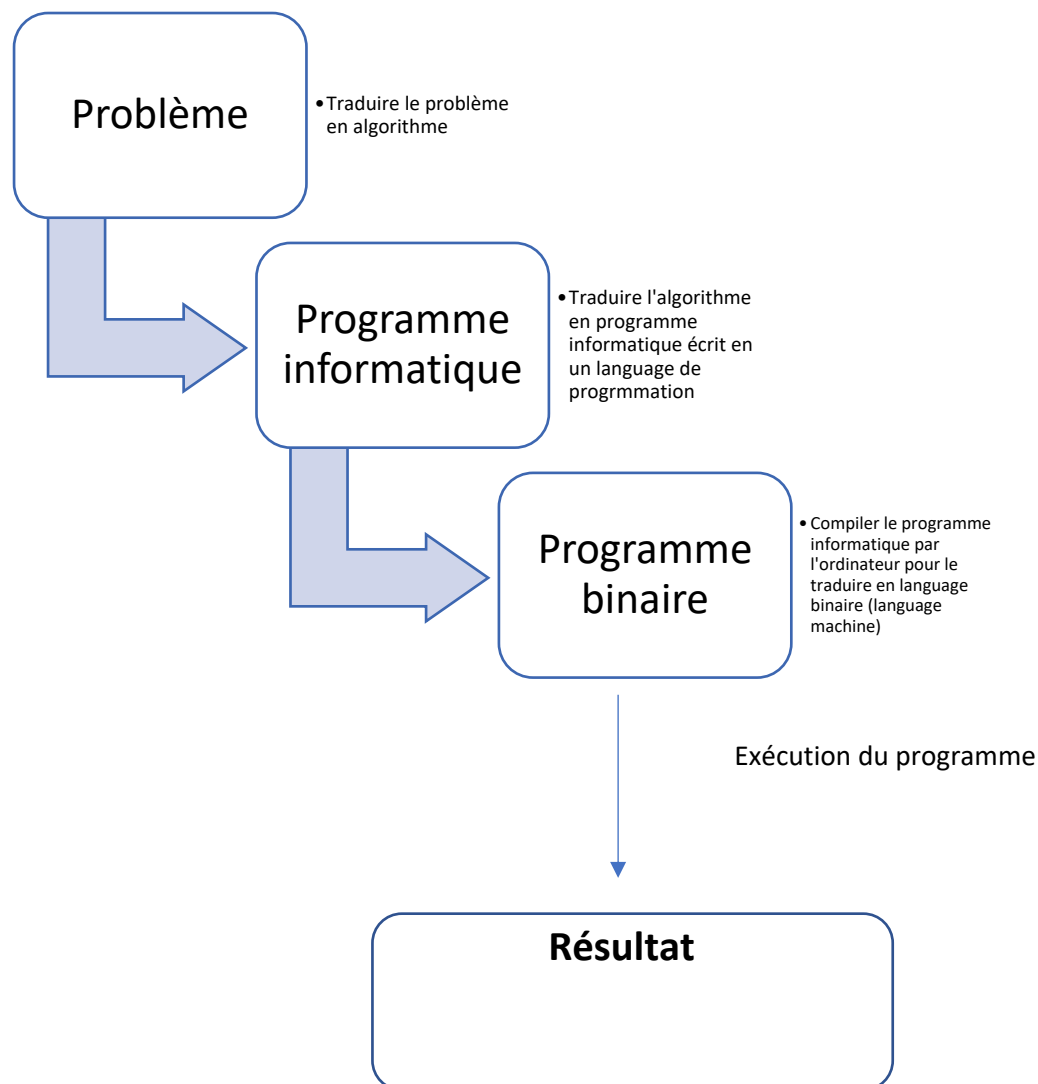 Problème
•Traduire le problème
en algorithme
Programme
informatique
•Traduire l'algorithme
en programme
informatique écrit en
un language de
progrmmation
Programme
binaire
• Compiler le programme
informatique par
l'ordinateur pour le
traduire en language
binaire (language
machine)
Exécution du programme
Résultat